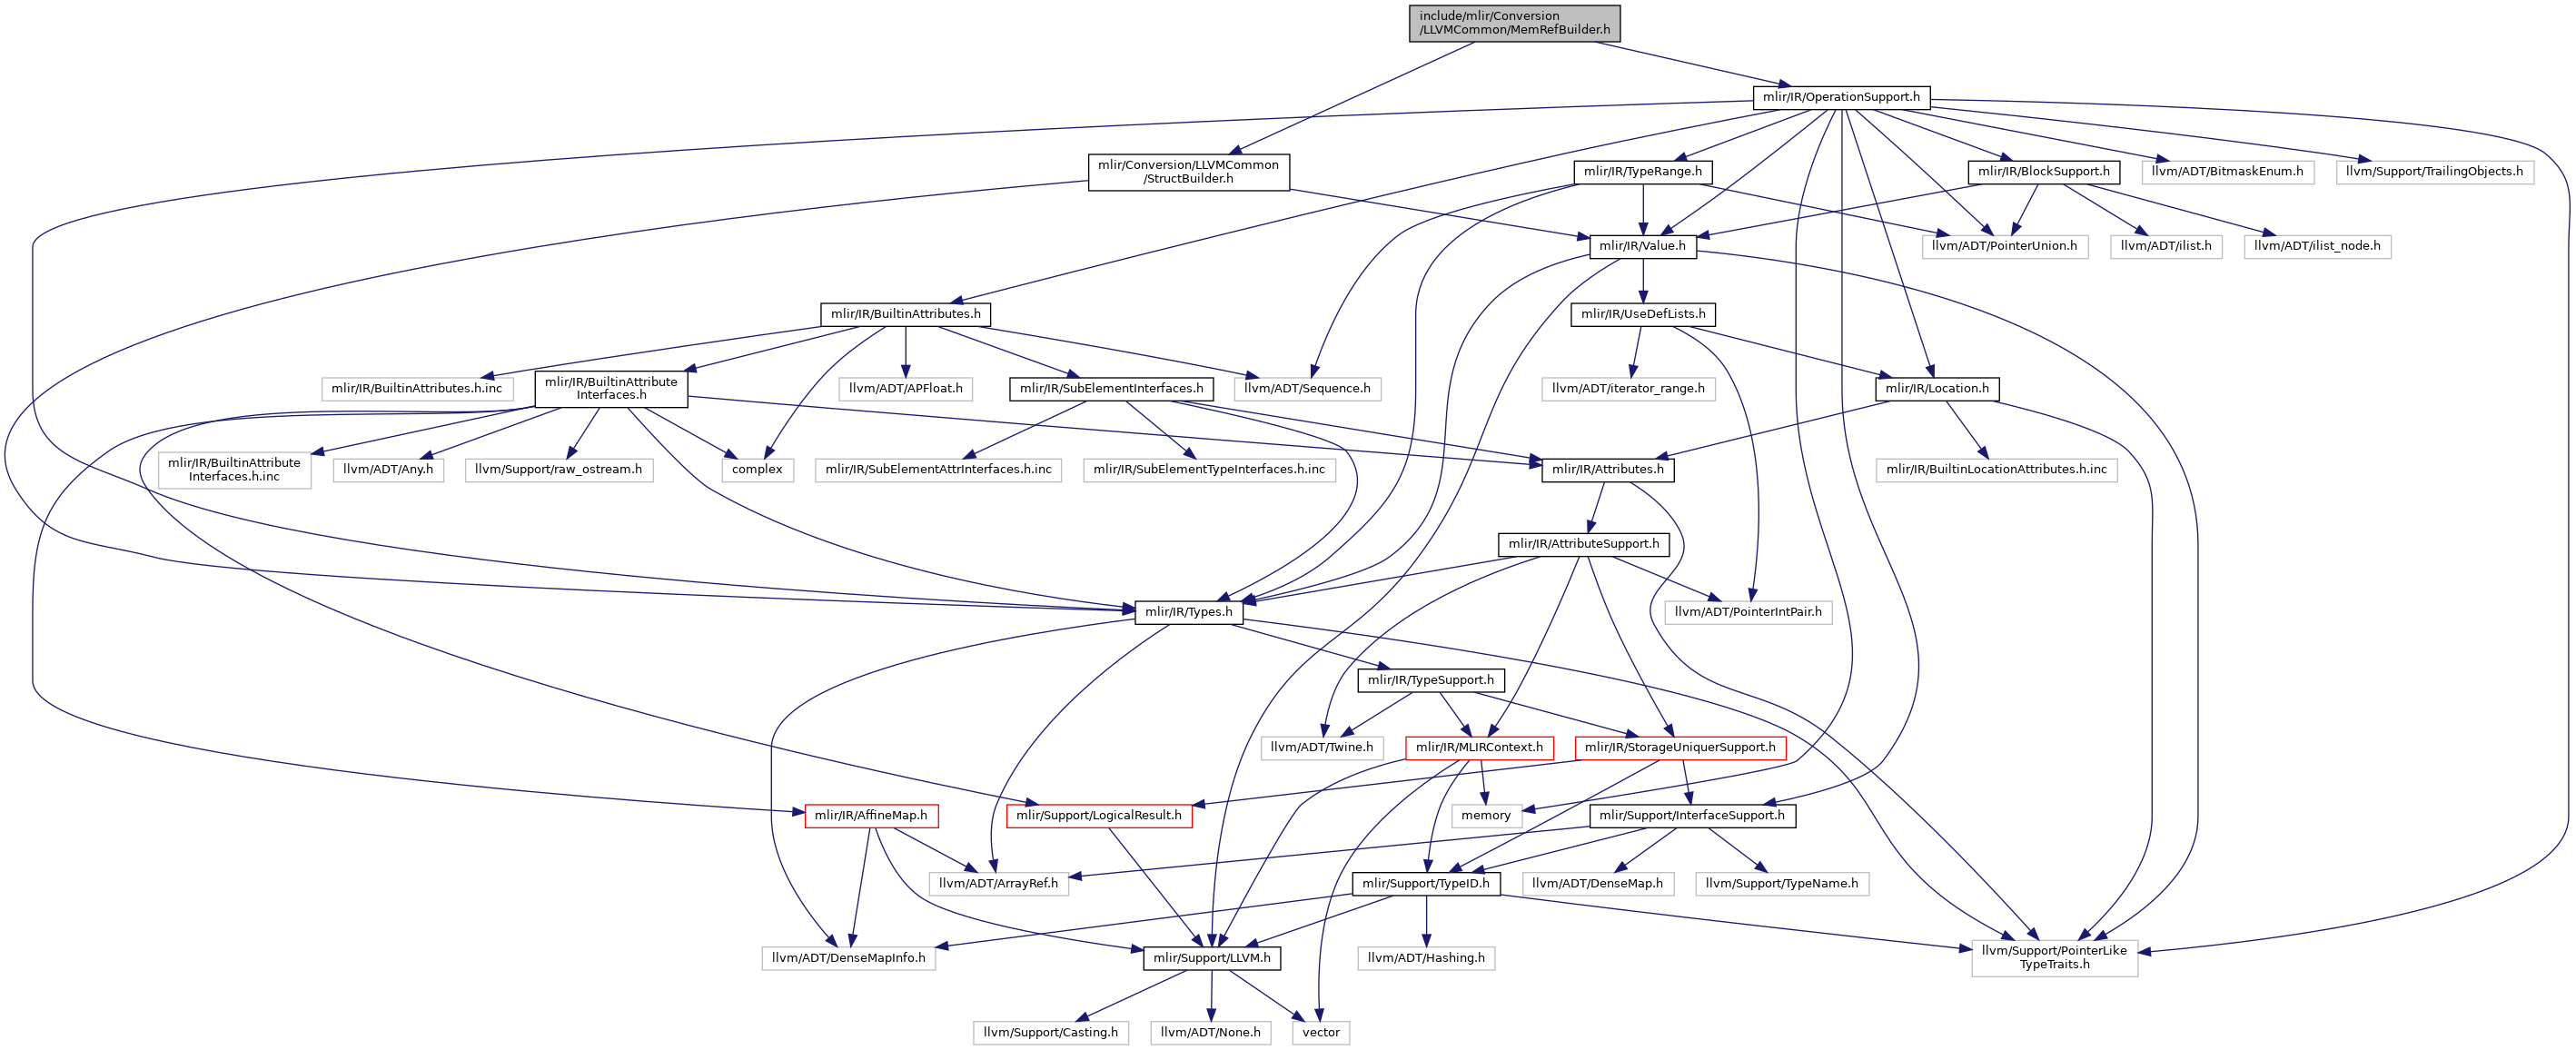 include/mlir/Conversion
/LLVMCommon/MemRefBuilder.h
mlir/IR/OperationSupport.h
mlir/Conversion/LLVMCommon
/StructBuilder.h
mlir/IR/TypeRange.h
mlir/IR/BlockSupport.h
llvm/ADT/BitmaskEnum.h
llvm/Support/TrailingObjects.h
mlir/IR/Value.h
llvm/ADT/PointerUnion.h
llvm/ADT/ilist.h
llvm/ADT/ilist_node.h
mlir/IR/BuiltinAttributes.h
mlir/IR/UseDefLists.h
mlir/IR/BuiltinAttributes.h.inc
mlir/IR/BuiltinAttribute
Interfaces.h
llvm/ADT/APFloat.h
mlir/IR/SubElementInterfaces.h
llvm/ADT/Sequence.h
llvm/ADT/iterator_range.h
mlir/IR/Location.h
mlir/IR/BuiltinAttribute
Interfaces.h.inc
llvm/ADT/Any.h
llvm/Support/raw_ostream.h
complex
mlir/IR/SubElementAttrInterfaces.h.inc
mlir/IR/SubElementTypeInterfaces.h.inc
mlir/IR/Attributes.h
mlir/IR/BuiltinLocationAttributes.h.inc
mlir/IR/AttributeSupport.h
mlir/IR/Types.h
llvm/ADT/PointerIntPair.h
mlir/IR/TypeSupport.h
llvm/ADT/Twine.h
mlir/IR/MLIRContext.h
mlir/IR/StorageUniquerSupport.h
mlir/IR/AffineMap.h
mlir/Support/LogicalResult.h
memory
mlir/Support/InterfaceSupport.h
llvm/ADT/ArrayRef.h
mlir/Support/TypeID.h
llvm/ADT/DenseMap.h
llvm/Support/TypeName.h
llvm/ADT/DenseMapInfo.h
mlir/Support/LLVM.h
llvm/ADT/Hashing.h
llvm/Support/PointerLike
TypeTraits.h
llvm/Support/Casting.h
llvm/ADT/None.h
vector